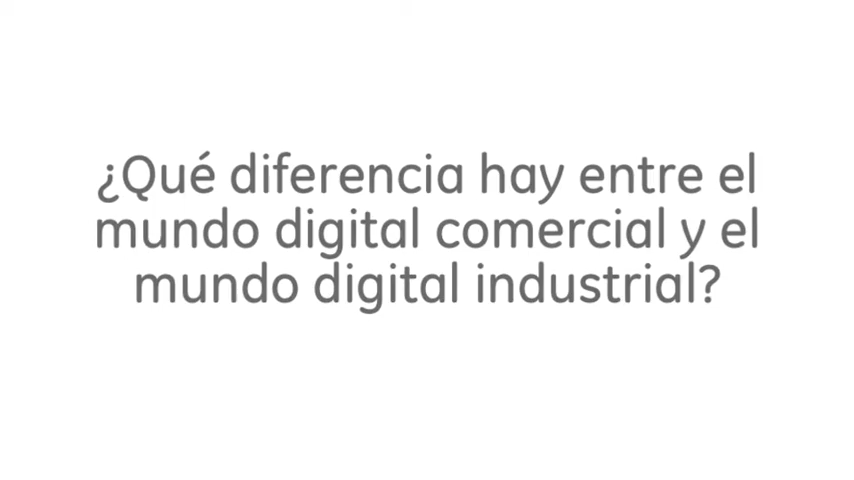 ¿Qué diferencia hay entre el
mundo digital comercial y el
mundo digital industrial?